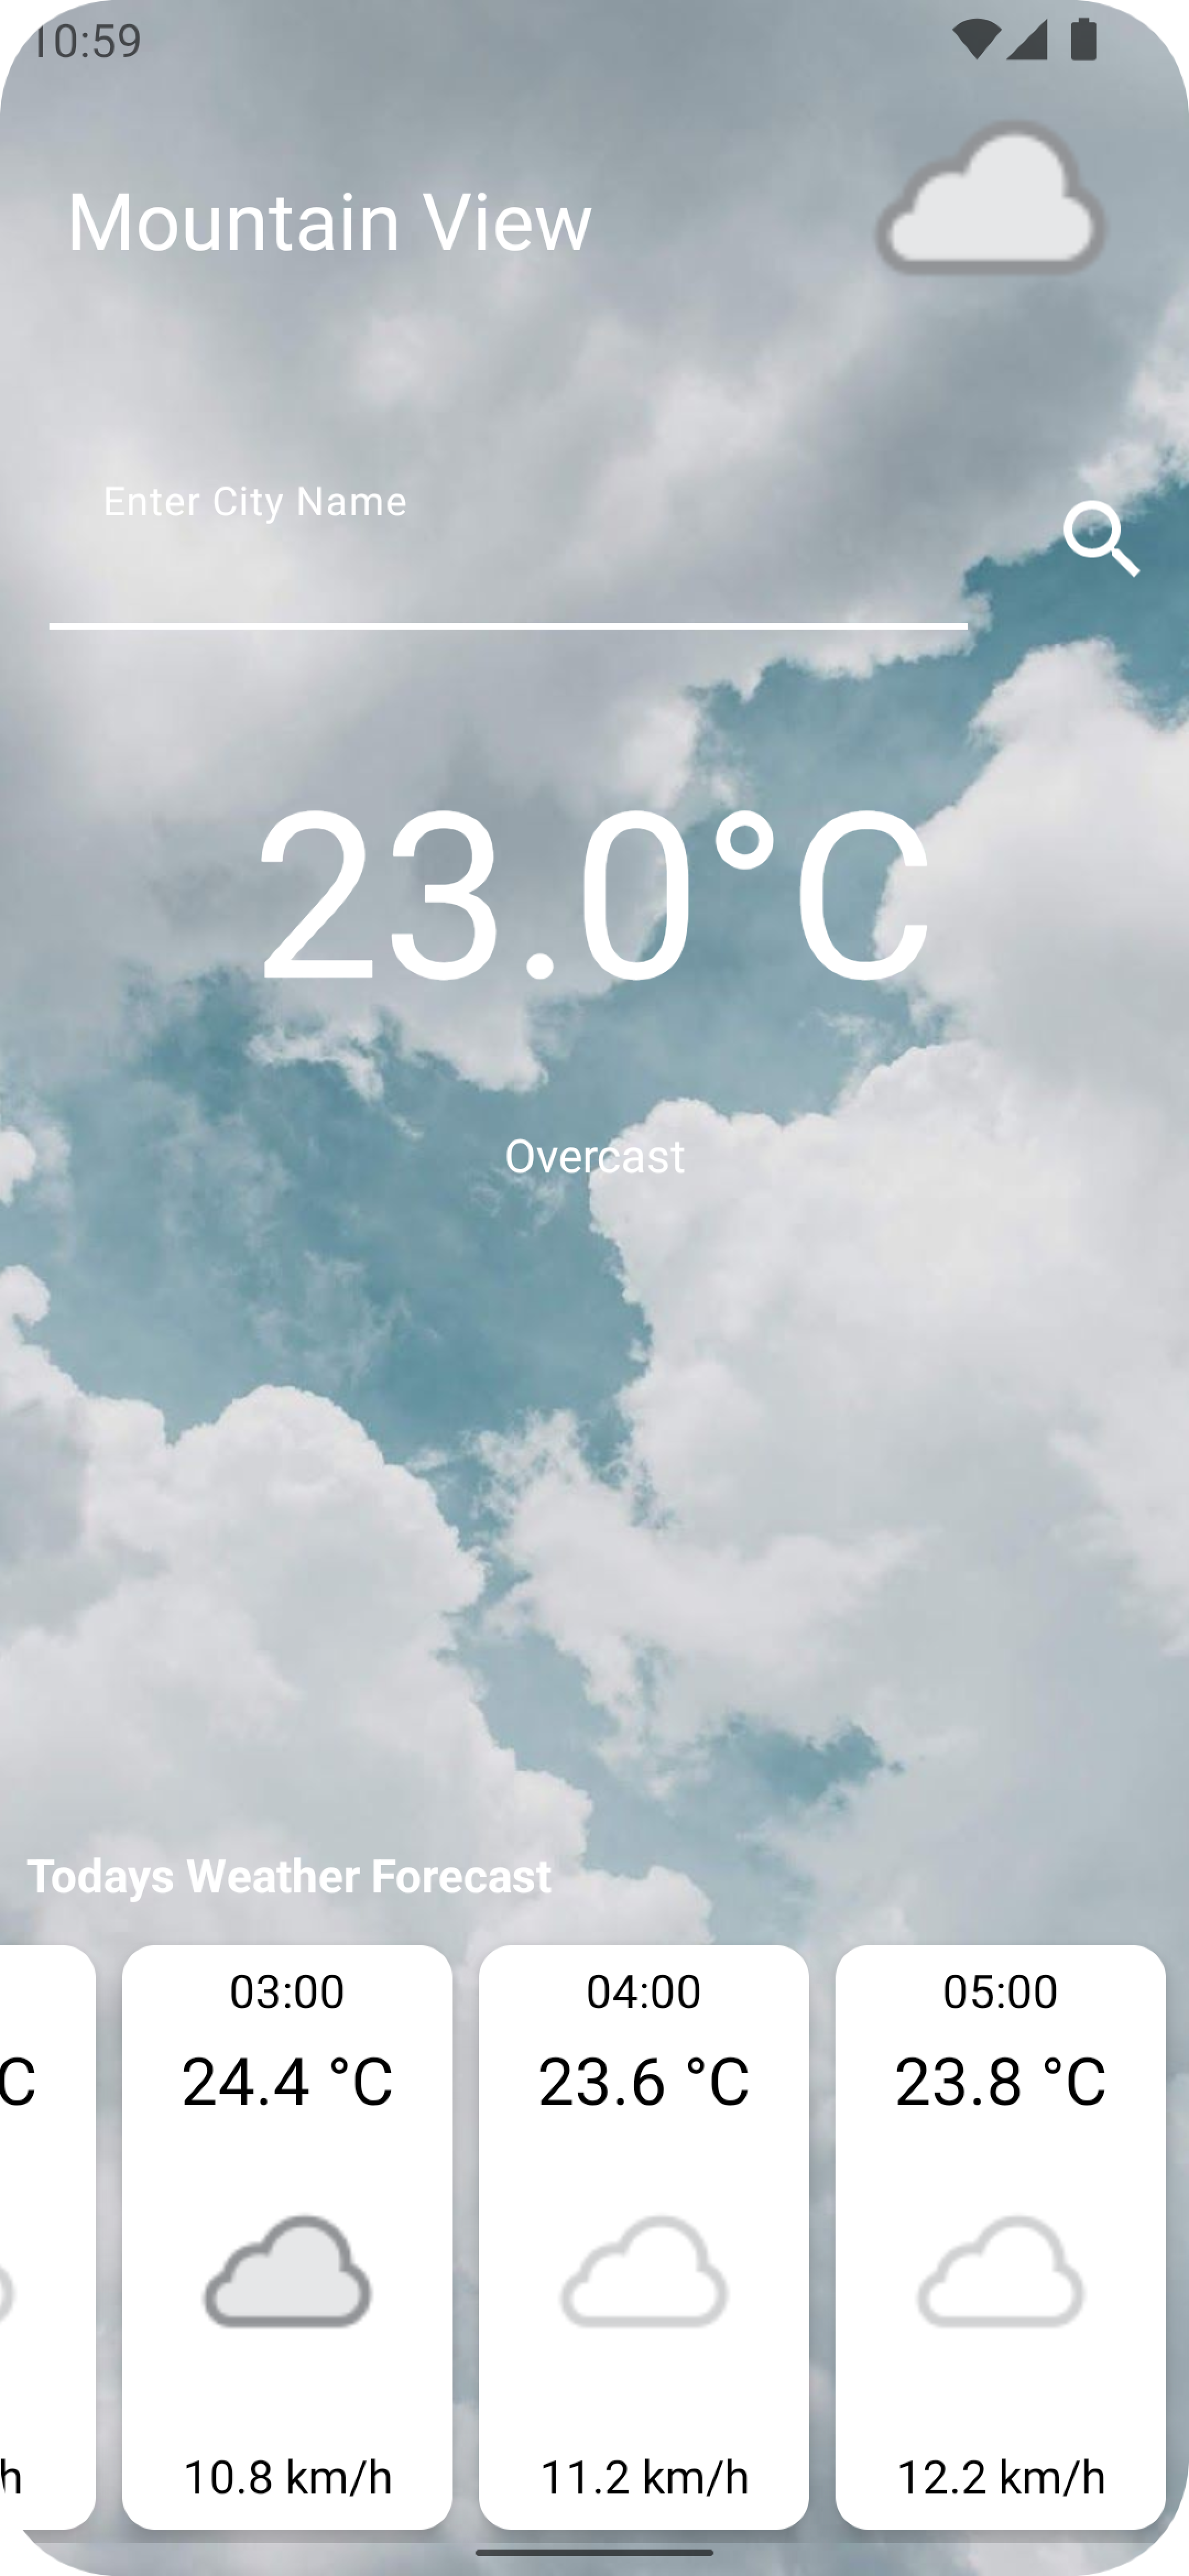 10:59
Mountain View
Enter City Name
23.0°C
Overcast
Todays Weather Forecast
C 03:00 04:00 05:00
24.4 °C 23.6 °C 23.8 °C
h 10.8 km/h 11.2 km/h 12.2 km/h